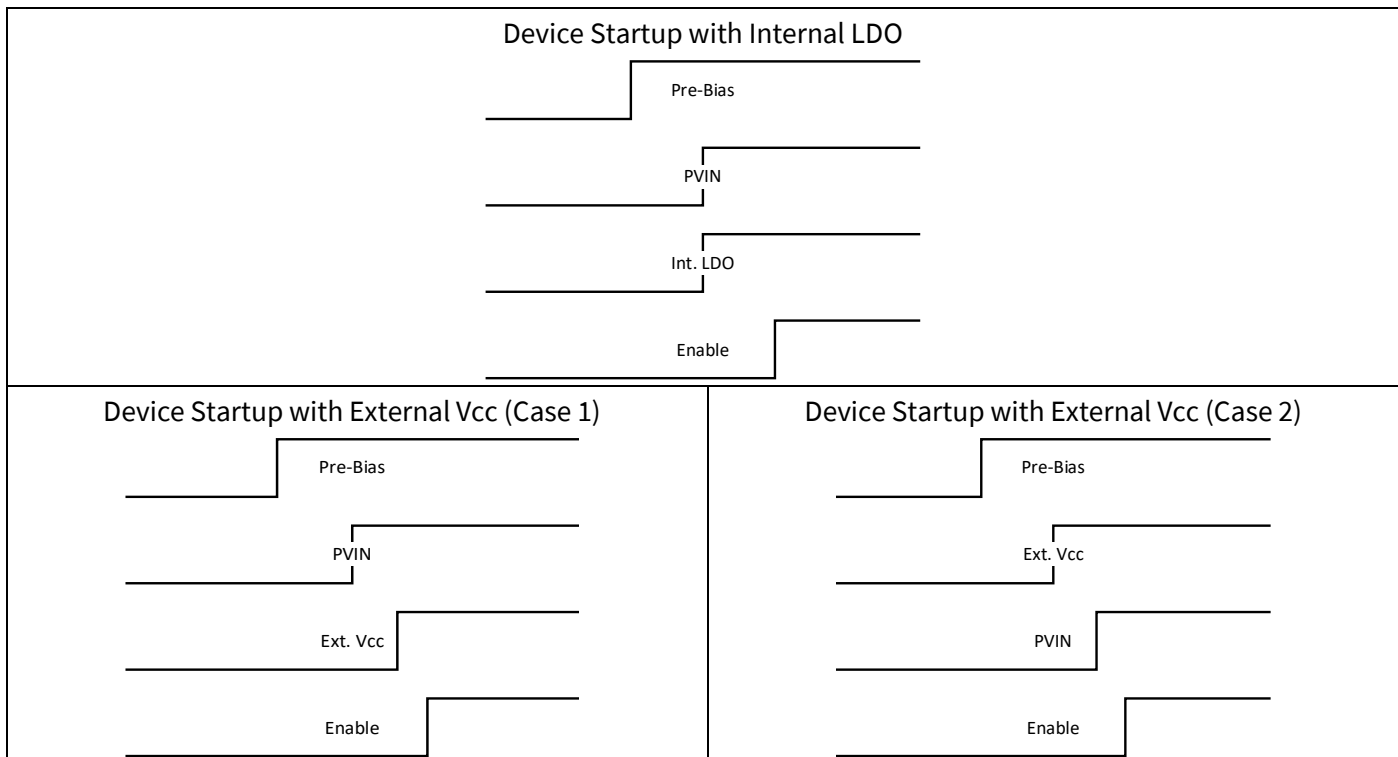 Device Startup with Internal LDO
Pre-Bias
PVIN
Int. LDO
Enable
Device Startup with External Vcc (Case 1)
Pre-Bias
PVIN
Ext. Vcc
Enable
Device Startup with External Vcc (Case 2)
Pre-Bias
Ext. Vcc
PVIN
Enable